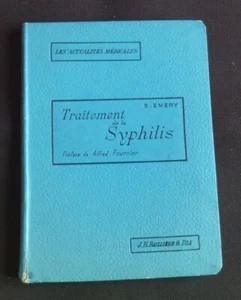 LES ACTUALITÉS MÉDICALES
E. EMERY
Traitement
de la
Syphilis
Préface de Alfred Fournier
J. B. BAILLIÈRE & FILS